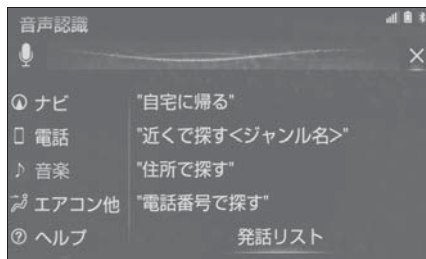 音声認識
ナビ
"自宅に帰る"
電話
"近くで探す<ジャンル名>"
音楽
"住所で探す"
エアコン他
"電話番号で探す"
ヘルプ
発話リスト